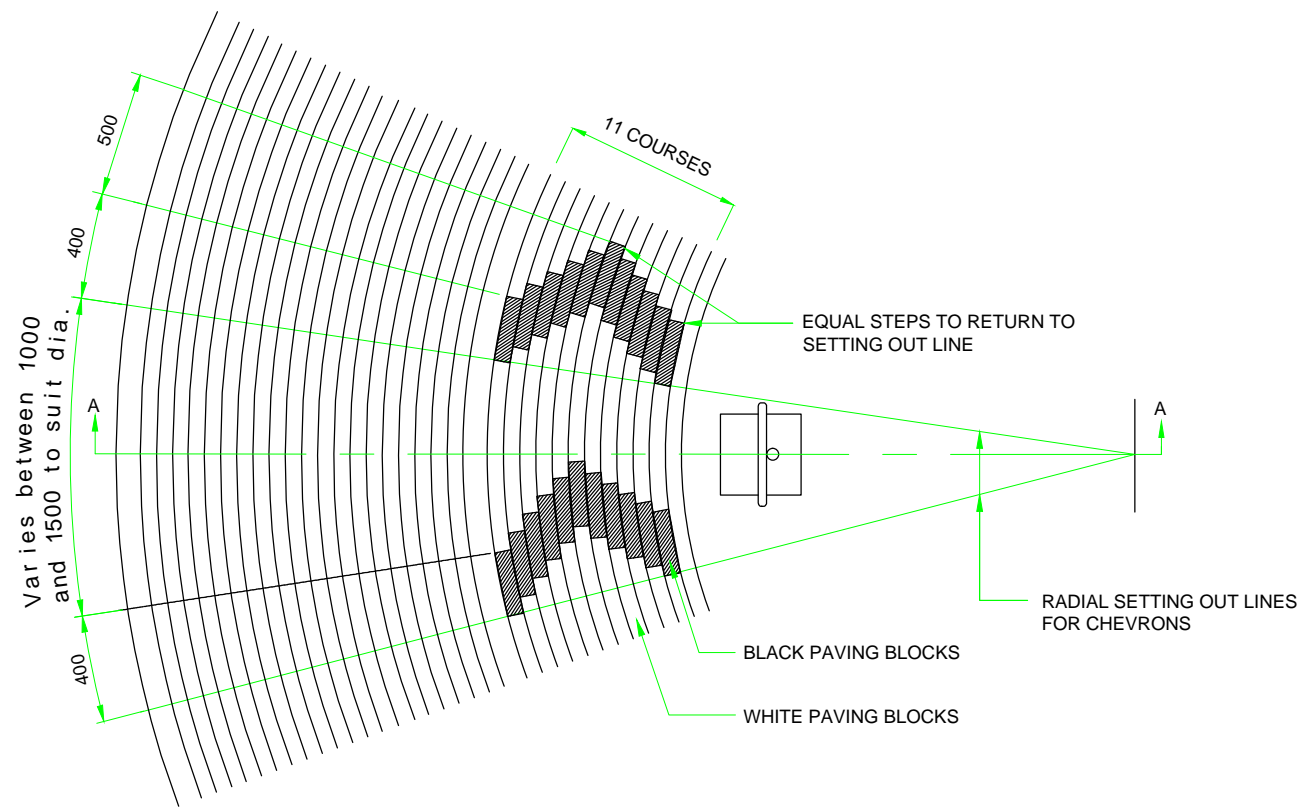 11 COURSES
500
400
Varies between 1000
and 1500 to suit dia.
400
A
A
EQUAL STEPS TO RETURN TO
SETTING OUT LINE
RADIAL SETTING OUT LINES
FOR CHEVRONS
BLACK PAVING BLOCKS
WHITE PAVING BLOCKS